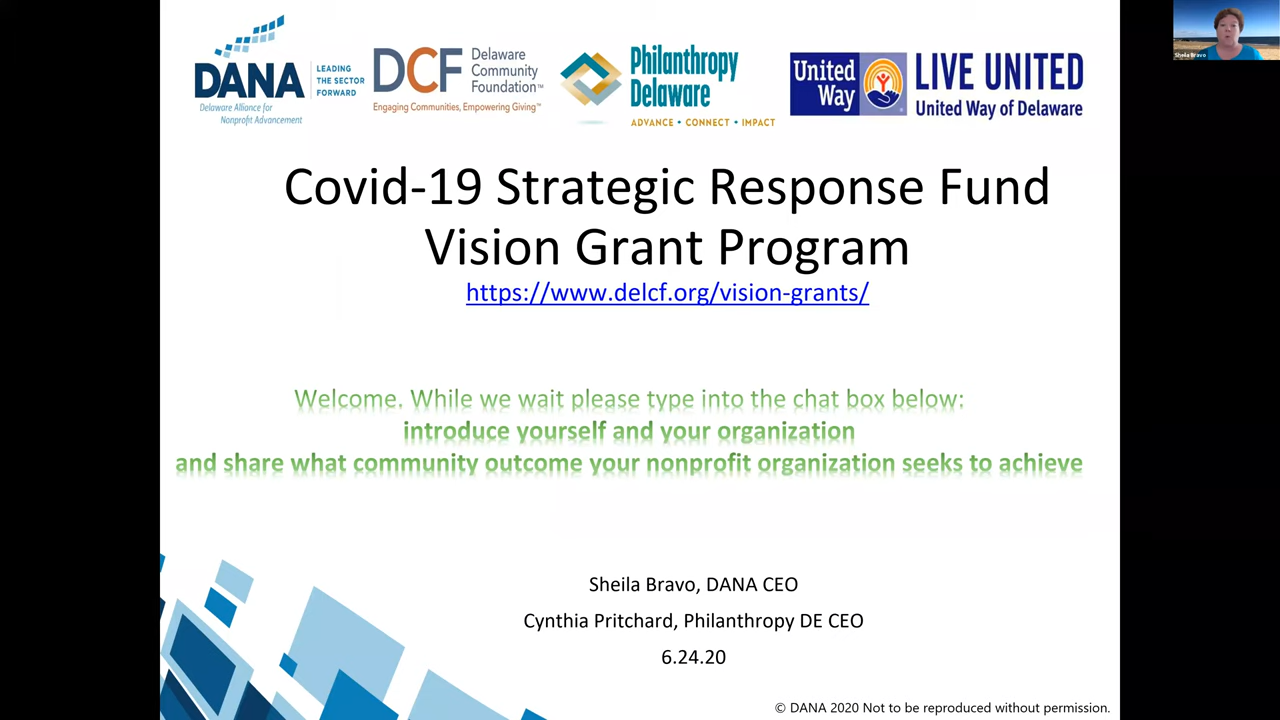 DANA
LEADING
THE SECTOR
FORWARD
Delaware Alliance for
Nonprofit Advancement
DCF
Delaware
Community
Foundation™
Engaging Communities, Empowering Giving™
Philanthropy
Delaware
ADVANCE • CONNECT • IMPACT
United
Way
LIVE UNITED
United Way of Delaware
Sheila Bravo
Covid-19 Strategic Response Fund
Vision Grant Program
https://www.delcf.org/vision-grants/
Welcome. While we wait please type into the chat box below:
introduce yourself and your organization
and share what community outcome your nonprofit organization seeks to achieve
Sheila Bravo, DANA CEO
Cynthia Pritchard, Philanthropy DE CEO
6.24.20
© DANA 2020 Not to be reproduced without permission.